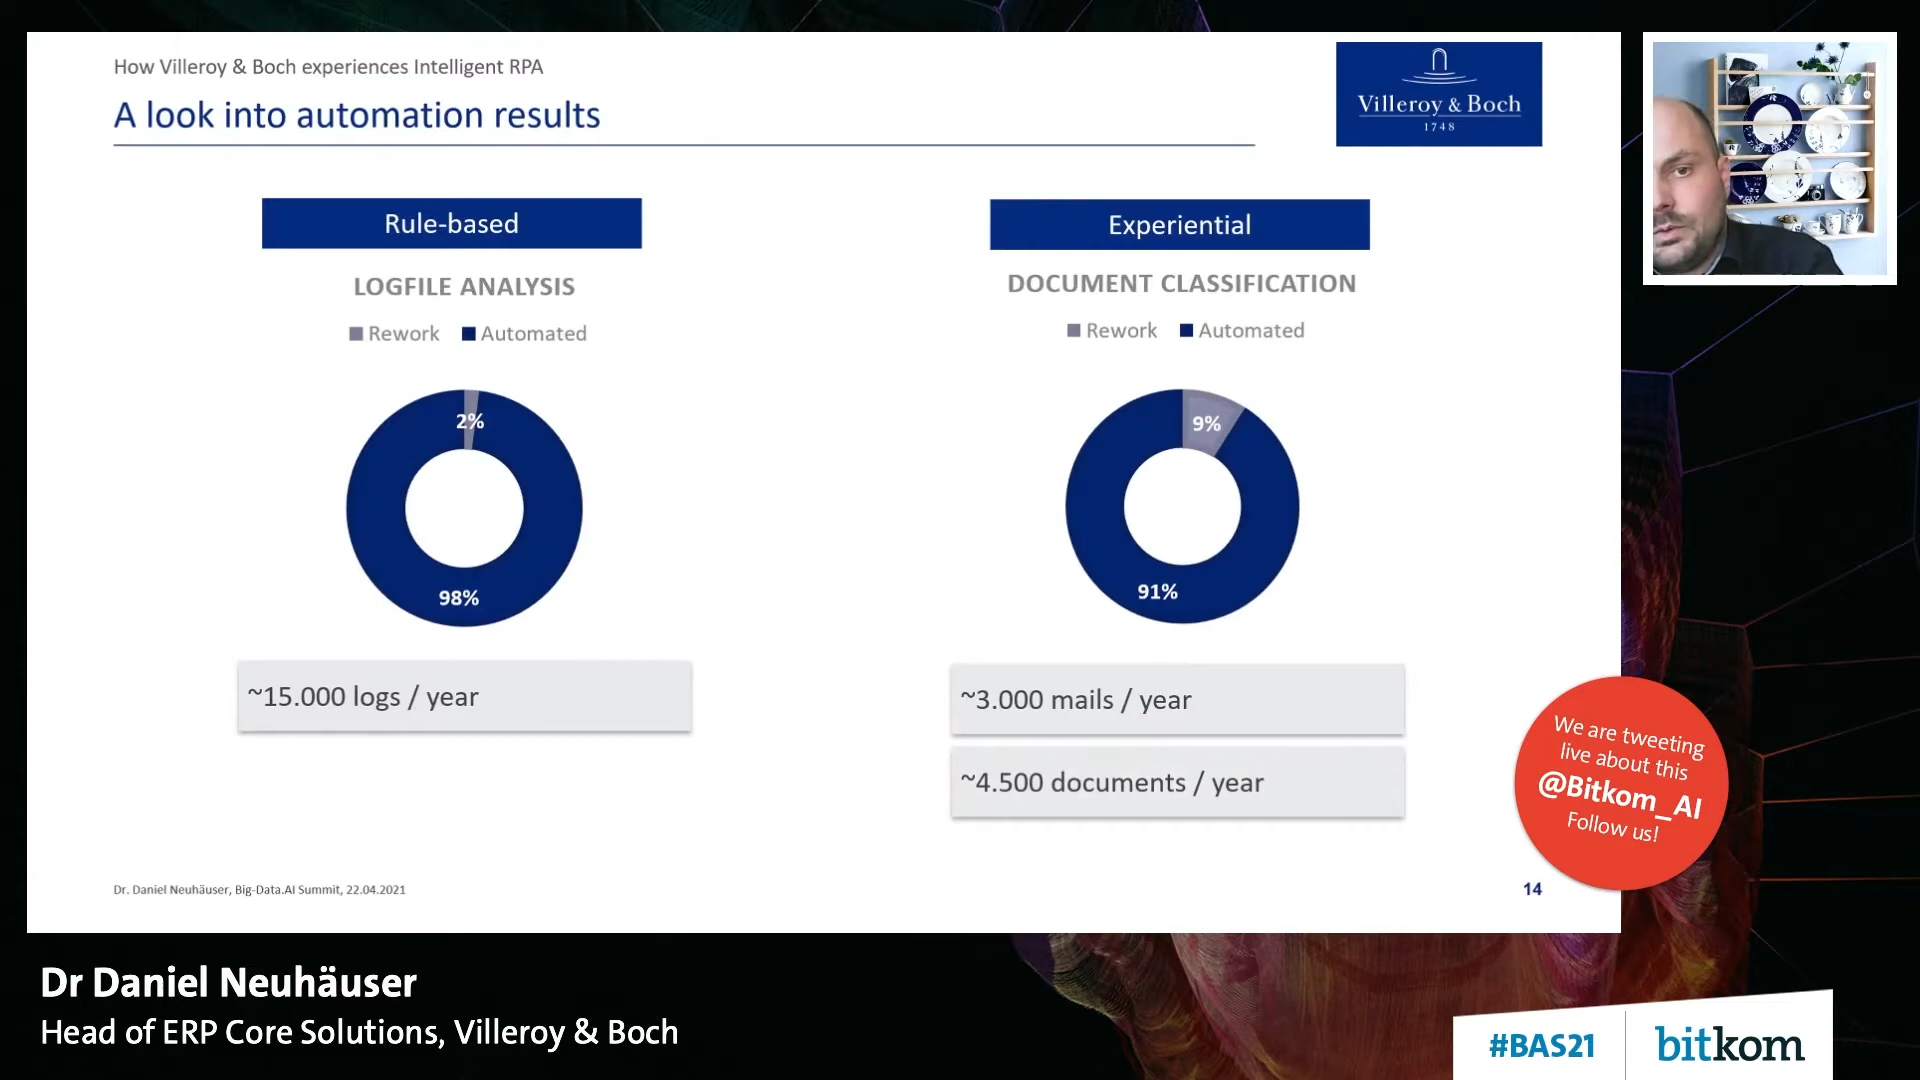 How Villeroy & Boch experiences Intelligent RPA
A look into automation results
Villeroy & Boch
1748
Rule-based
LOGFILE ANALYSIS
Rework Automated
2%
98%
~15.000 logs / year
Experiential
DOCUMENT CLASSIFICATION
Rework Automated
9%
91%
~3.000 mails / year
~4.500 documents / year
We are tweeting
live about this
@Bitkom_AI
Follow us!
Dr. Daniel Neuhäuser, Big-Data.AI Summit, 22.04.2021
14
Dr Daniel Neuhäuser
Head of ERP Core Solutions, Villeroy & Boch
#BAS21
bitkom